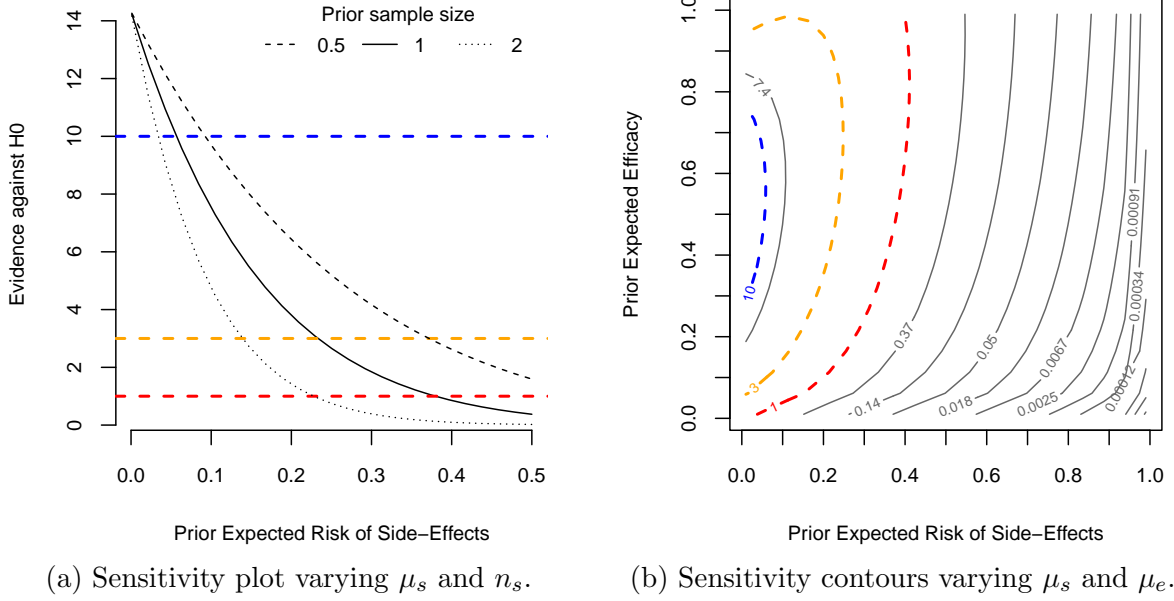 Prior sample size
0.5 1 2
Evidence against H0
14
12
10
8
6
4
2
0
0.0 0.1 0.2 0.3 0.4 0.5
Prior Expected Risk of Side−Effects
(a) Sensitivity plot varying μs and ns.
Prior Expected Efficacy
1.0
0.8
0.6
0.4
0.2
0.0
7.4
10
3
1
0.37
0.14
0.05
0.018
0.0067
0.0025
0.00091
0.00034
0.00012
0.0 0.2 0.4 0.6 0.8 1.0
Prior Expected Risk of Side−Effects
(b) Sensitivity contours varying μs and μe.